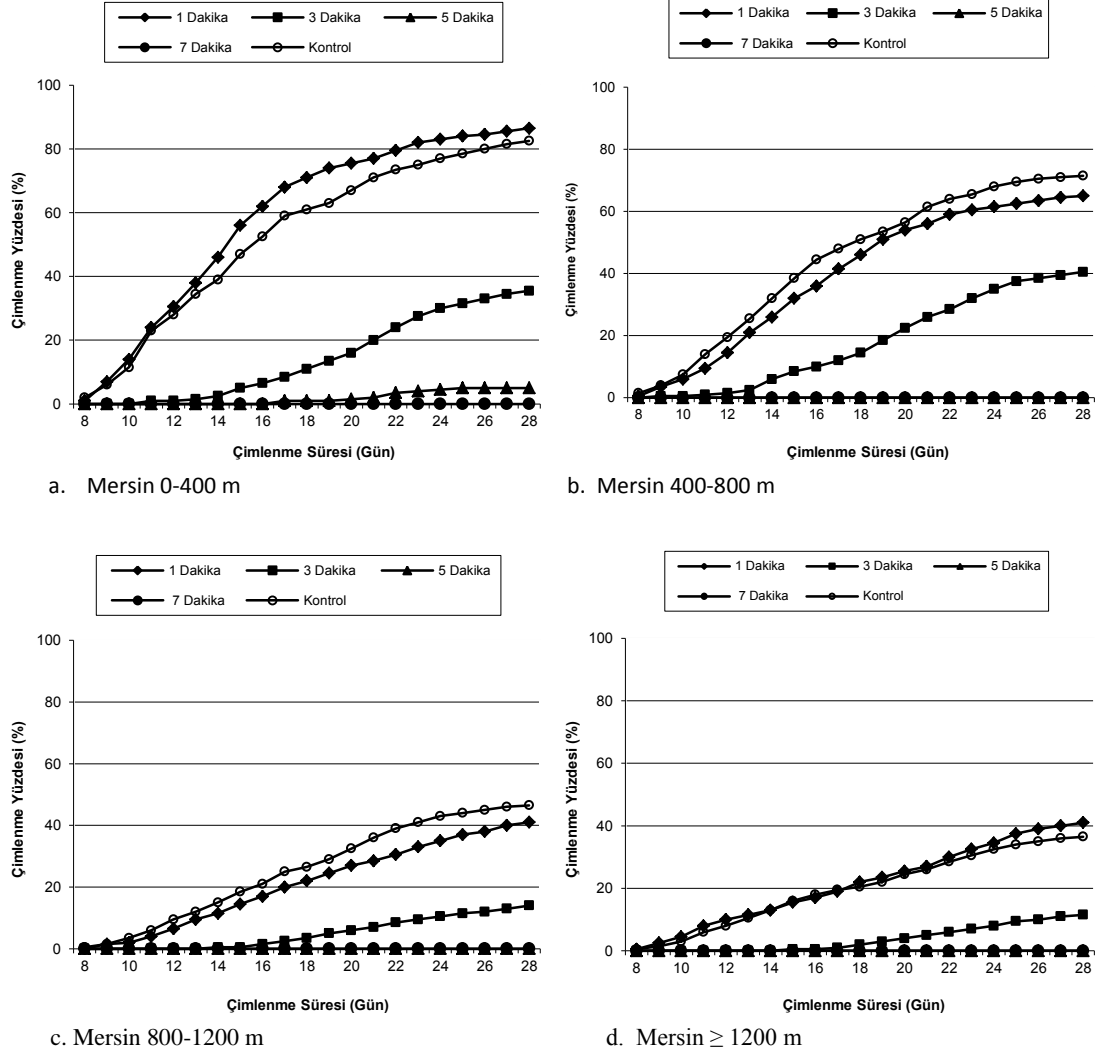 1 Dakika 3 Dakika 5 Dakika
7 Dakika Kontrol
100
80
60
40
20
0
8 10 12 14 16 18 20 22 24 26 28
Çimlenme Yüzdesi (%)
Çimlenme Süresi (Gün)
a. Mersin 0-400 m
1 Dakika 3 Dakika 5 Dakika
7 Dakika Kontrol
100
80
60
40
20
0
8 10 12 14 16 18 20 22 24 26 28
Çimlenme Yüzdesi (%)
Çimlenme Süresi (Gün)
b. Mersin 400-800 m
1 Dakika 3 Dakika 5 Dakika
7 Dakika Kontrol
100
80
60
40
20
0
8 10 12 14 16 18 20 22 24 26 28
Çimlenme Yüzdesi (%)
Çimlenme Süresi (Gün)
c. Mersin 800-1200 m
1 Dakika 3 Dakika 5 Dakika
7 Dakika Kontrol
100
80
60
40
20
0
8 10 12 14 16 18 20 22 24 26 28
Çimlenme Yüzdesi (%)
Çimlenme Süresi (Gün)
d. Mersin ≥ 1200 m